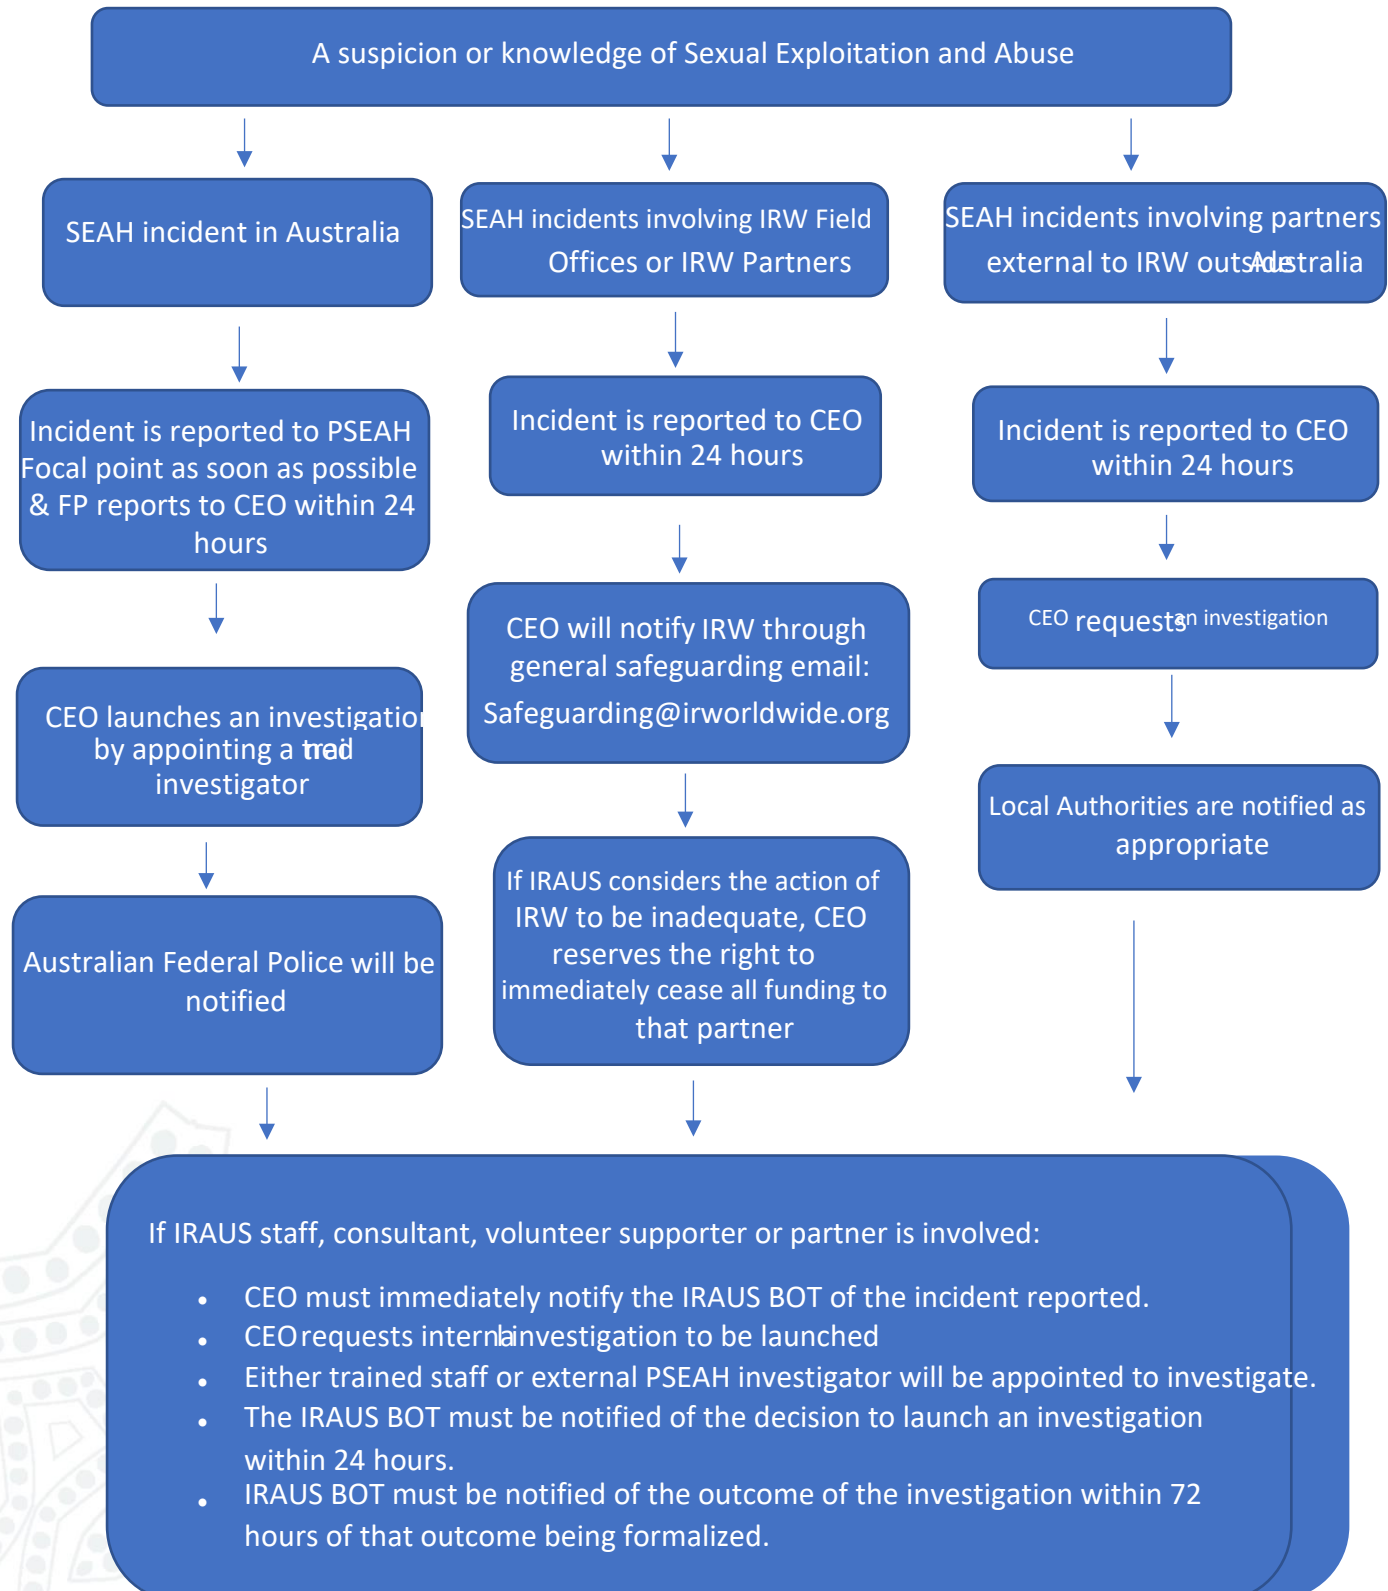 A suspicion or knowledge of Sexual Exploitation and Abuse
SEAH incident in Australia
Incident is reported to PSEAH
Focal point as soon as possible
& FP reports to CEO within 24
hours
CEO launches an investigation
by appointing a
investigator
Australian Federal Police will be
notified
SEAH incidents involving IRW Field
Offices or IRW Partners
Incident is reported to CEO
within 24 hours
CEO will notify IRW through
general safeguarding email:
Safeguarding@irworldwide.org
If IRAUS considers the action of
IRW to be inadequate, CEO
reserves the right to
immediately cease all funding to
that partner
SEAH incidents involving partners
external to IRW outside Australia
Incident is reported to CEO
within 24 hours
CEO requests an investigation
Local Authorities are notified as
appropriate
If IRAUS staff, consultant, volunteer supporter or partner is involved:
• CEO must immediately notify the IRAUS BOT of the incident reported.
• CEO requests internal investigation to be launched
• Either trained staff or external PSEAH investigator will be appointed to investigate.
• The IRAUS BOT must be notified of the decision to launch an investigation
within 24 hours.
• IRAUS BOT must be notified of the outcome of the investigation within 72
hours of that outcome being formalized.